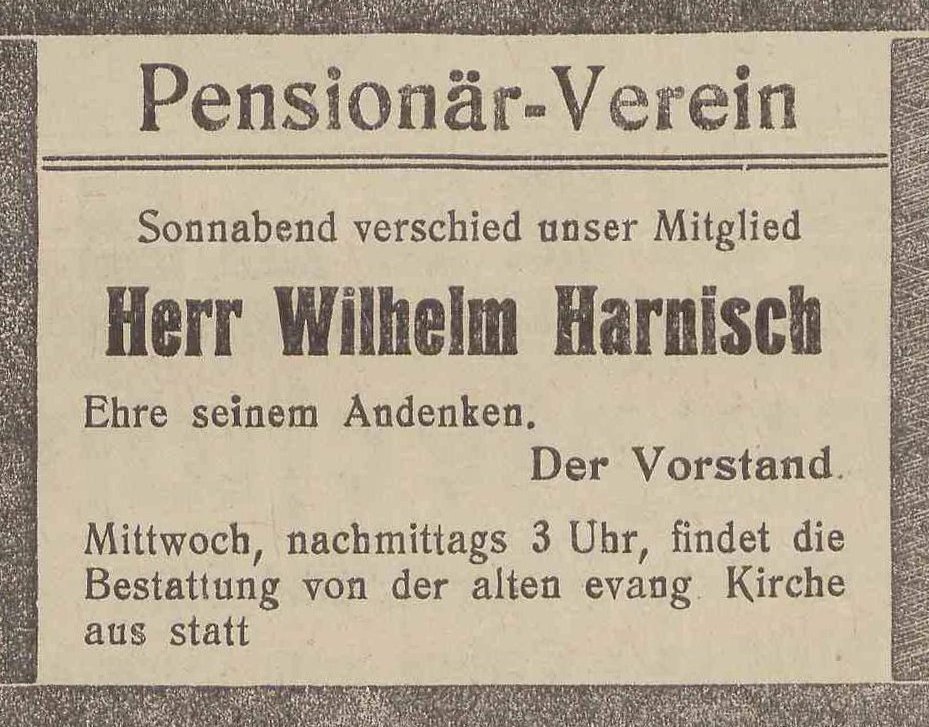 Pensionär-Verein
Sonnabend verschied unser Mitglied
Herr Wilhelm Harnisch
Ehre seinem Andenken.
Der Vorstand.
Mittwoch, nachmittags 3 Uhr, findet die
Bestattung von der alten evang. Kirche
aus statt